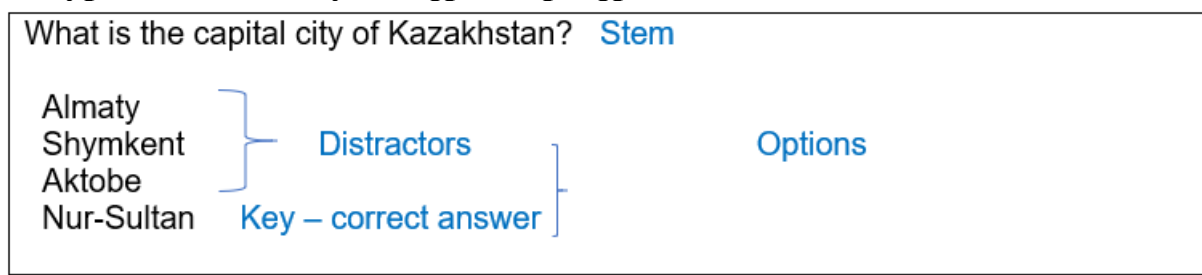 What is the capital city of Kazakhstan? Stem
Almaty
Shymkent Distractors Options
Aktobe
Nur-Sultan Key – correct answer